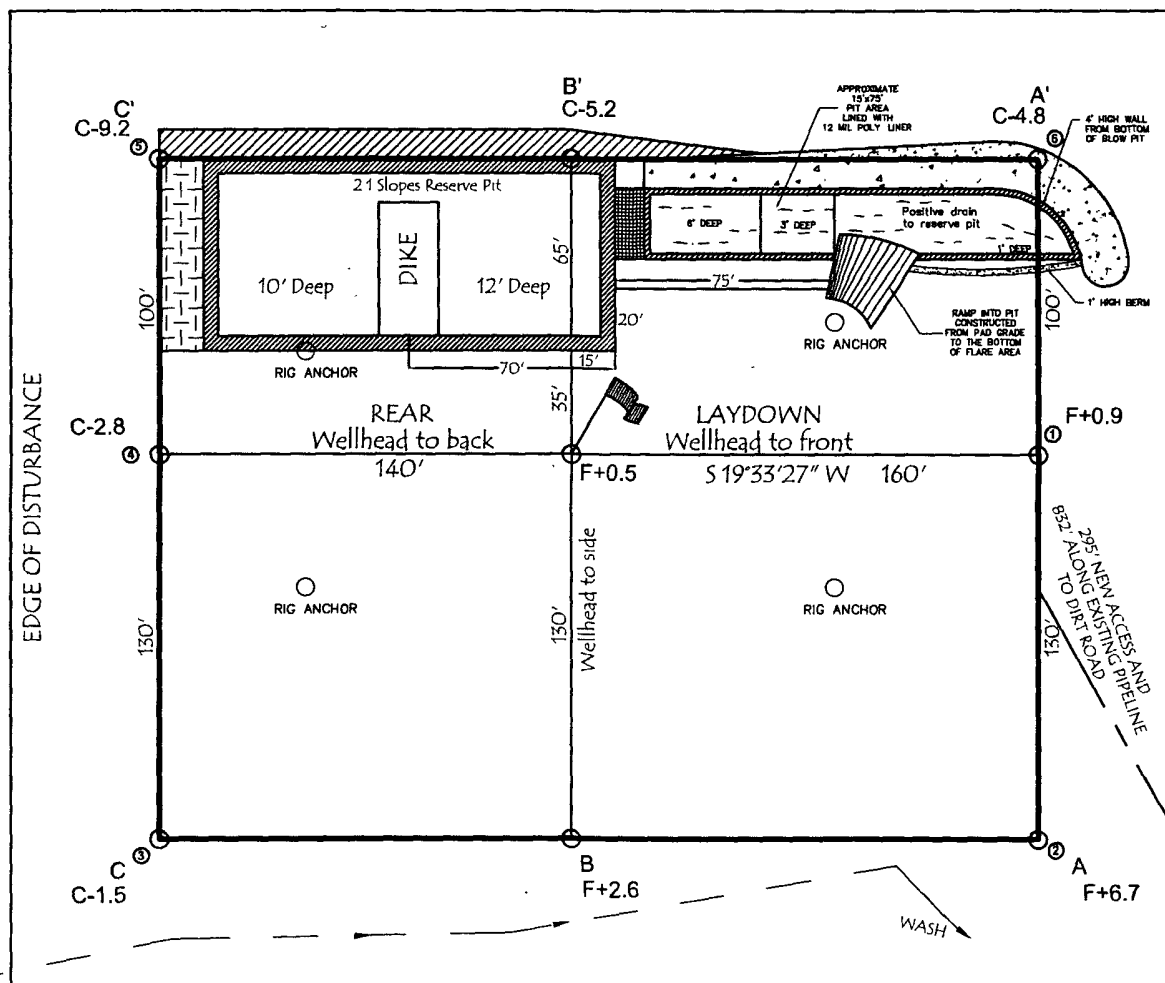 B'
C-5.2
C'
C-9.2
⑤
APPROXIMATE
15'x75'
PIT AREA
LINED WITH
12 MIL POLY LINER
A'
C-4.8
⑥
4' HIGH WALL
FROM BOTTOM
OF BLOW PIT
21 Slopes Reserve Pit
DIKE
10' Deep
12' Deep
65'
6' DEEP
3' DEEP
Positive drain
to reserve pit
1' DEEP
1' HIGH BERM
75'
20'
100'
100'
RIG ANCHOR
RIG ANCHOR
RAMP INTO PIT
CONSTRUCTED
FROM PAD GRADE
TO THE BOTTOM
OF FLARE AREA
70'
15'
35'
EDGE OF DISTURBANCE
C-2.8
④
REAR
Wellhead to back
140'
LAYDOWN
Wellhead to front
S 19°33'27" W 160'
F+0.5
F+0.9
①
RIG ANCHOR
RIG ANCHOR
130'
130'
Wellhead to side
130'
295' NEW ACCESS AND
832' ALONG EXISTING PIPELINE
TO DIRT ROAD
C
③
C-1.5
B
F+2.6
②
A
F+6.7
WASH